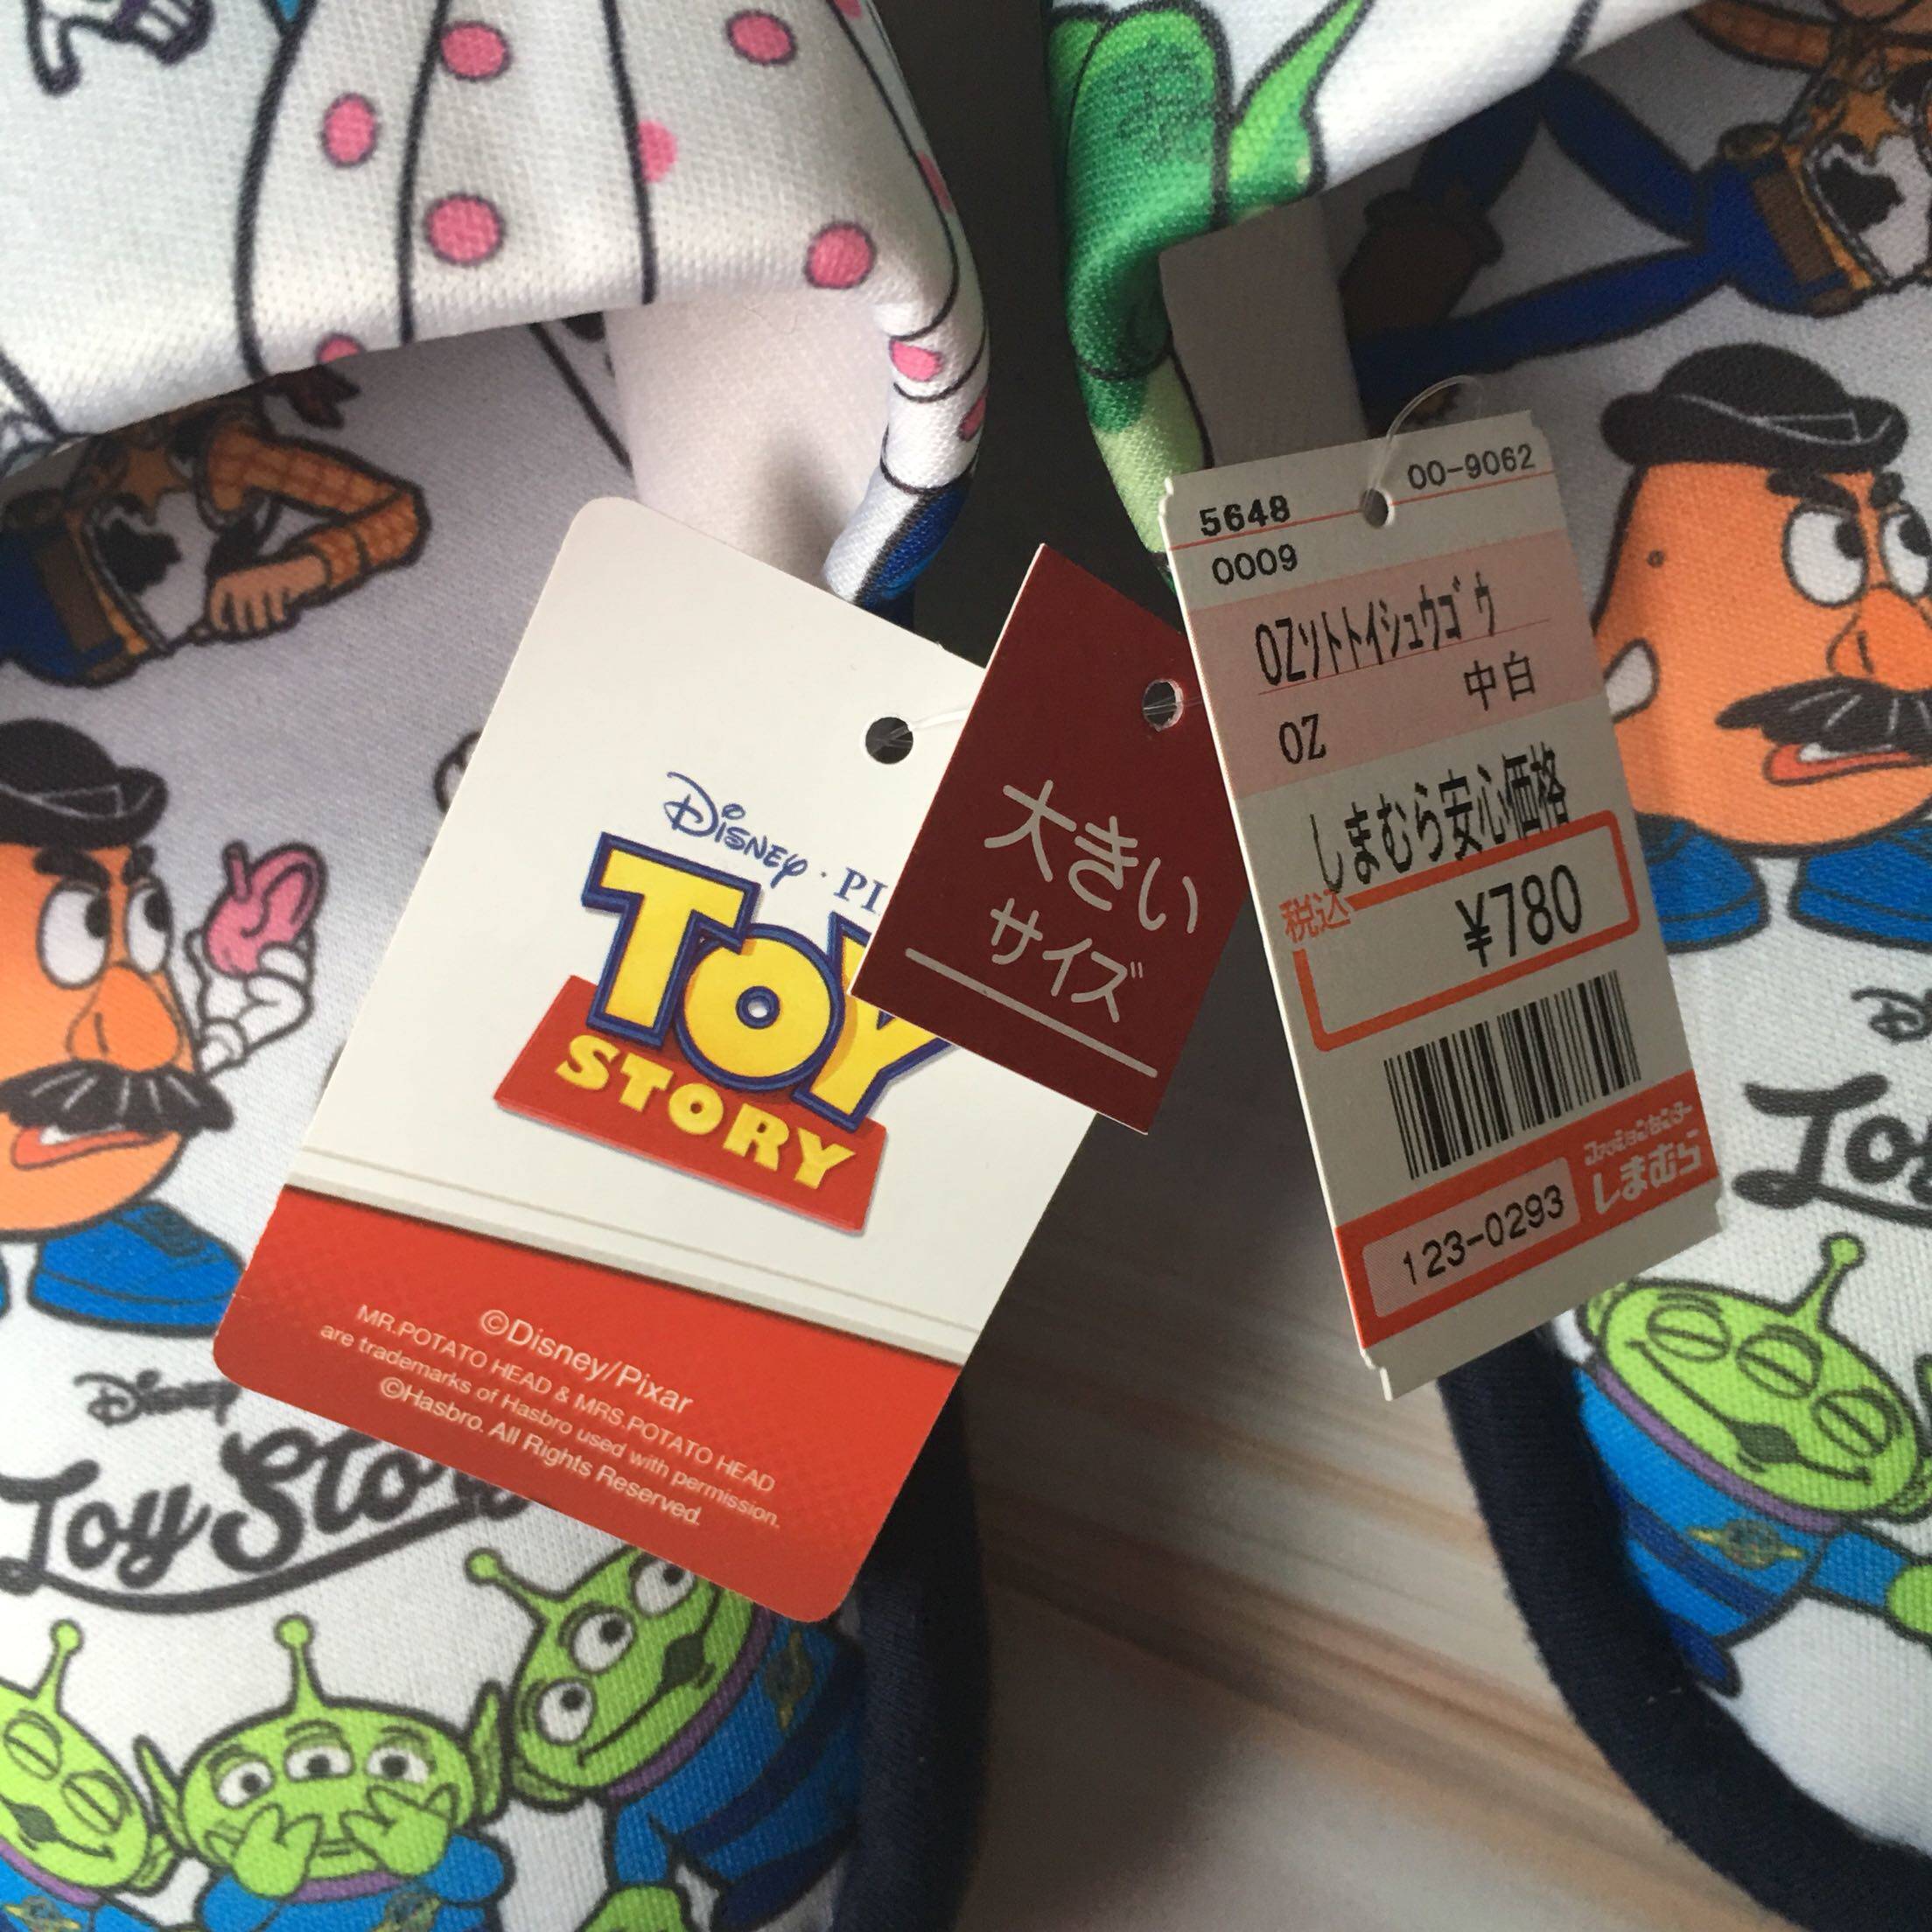 Disney · PI
TOY
STORY
©Disney/Pixar
MR.POTATO HEAD & MRS.POTATO HEAD
are trademarks of Hasbro used with permission.
©Hasbro. All Rights Reserved.
大きい
サイズ
00-9062
5648
0009
OZソトトイシュウゴウ
中白
OZ
しまむら安心価格
税込
¥780
ファッションセンター
しまむら
123-0293
Disney
Toy Story
Toy